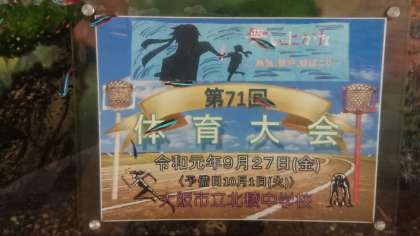 第71回
体育大会
令和元年9月27日(金)
〈予備日10月1日(火)〉
大阪市立北稜中学校